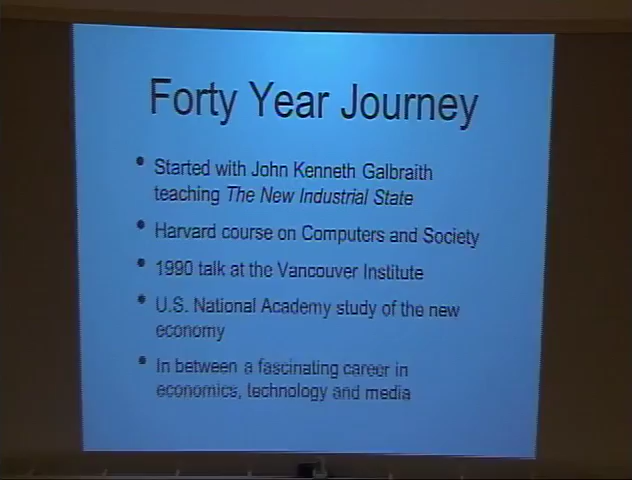 Forty Year Journey
• Started with John Kenneth Galbraith
teaching The New Industrial State
• Harvard course on Computers and Society
• 1990 talk at the Vancouver Institute
• U.S. National Academy study of the new
economy
• In between a fascinating career in
economics, technology and media